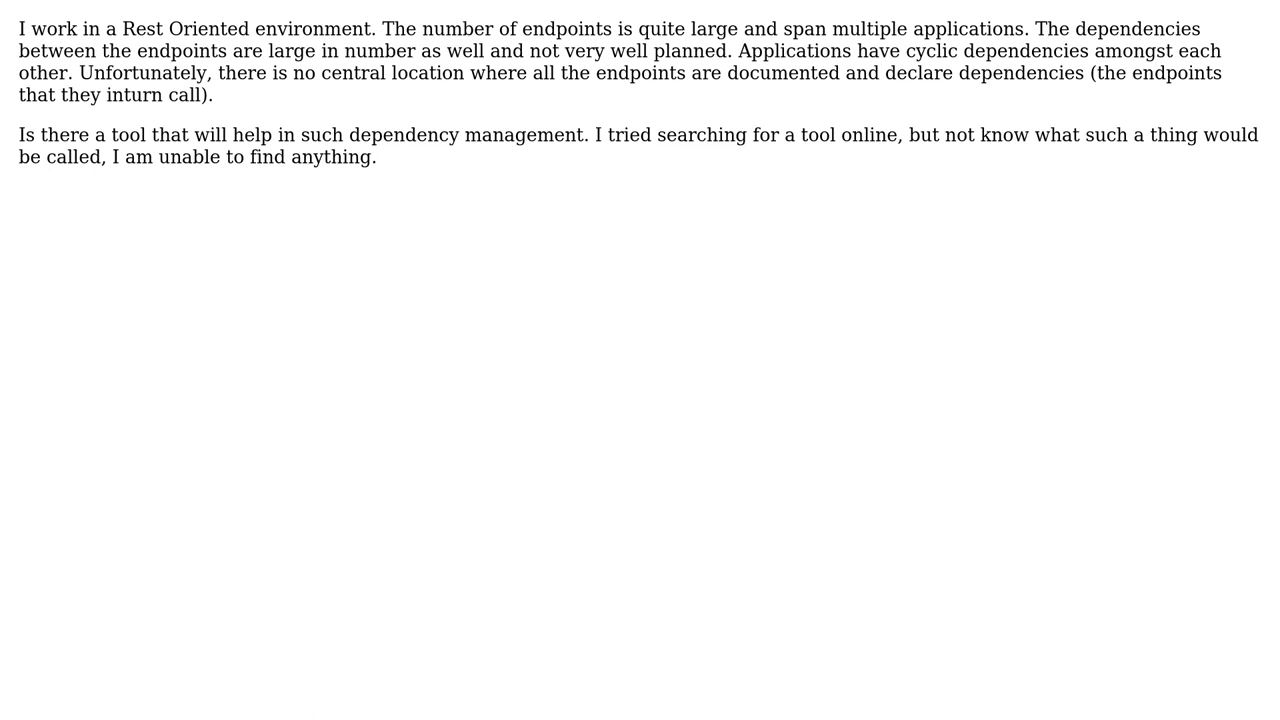 I work in a Rest Oriented environment. The number of endpoints is quite large and span multiple applications. The dependencies
between the endpoints are large in number as well and not very well planned. Applications have cyclic dependencies amongst each
other. Unfortunately, there is no central location where all the endpoints are documented and declare dependencies (the endpoints
that they inturn call).
Is there a tool that will help in such dependency management. I tried searching for a tool online, but not know what such a thing would
be called, I am unable to find anything.